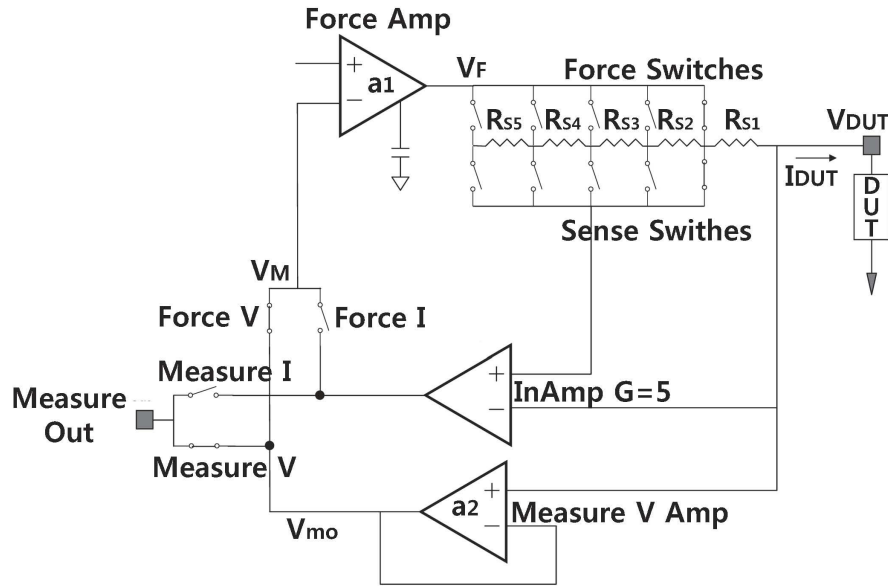 Force Amp
+
a1
−
VF
Force Switches
RS5 RS4 RS3 RS2 RS1
VDUT
IDUT
DUT
Sense Swithes
VM
Force V
Force I
Measure I
Measure
Out
Measure V
+
−
InAmp G=5
+
a2
−
Measure V Amp
Vmo